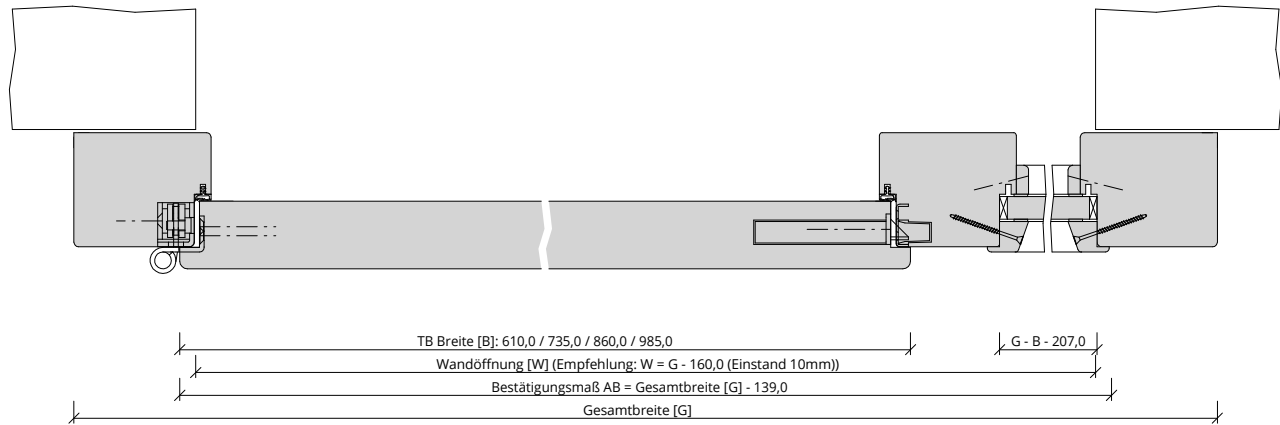 TB Breite [B]: 610,0 / 735,0 / 860,0 / 985,0
G - B - 207,0
Wandöffnung [W] (Empfehlung: W = G - 160,0 (Einstand 10mm))
Bestätigungsmaß AB = Gesamtbreite [G] - 139,0
Gesamtbreite [G]